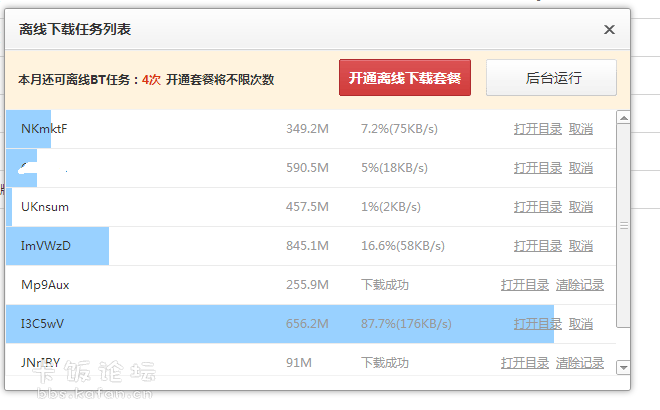 离线下载任务列表
本月还可离线BT任务：4次 开通套餐将不限次数 开通离线下载套餐 后台运行
NKmktF 349.2M 7.2%(75KB/s) 打开目录 取消
590.5M 5%(18KB/s) 打开目录 取消
UKnsum 457.5M 1%(2KB/s) 打开目录 取消
ImVWzD 845.1M 16.6%(58KB/s) 打开目录 取消
Mp9Aux 255.9M 下载成功 打开目录 清除记录
I3C5wV 656.2M 87.7%(176KB/s) 打开目录 取消
JNrIRY 91M 下载成功 打开目录 清除记录
卡饭论坛
bbs.kafan.cn